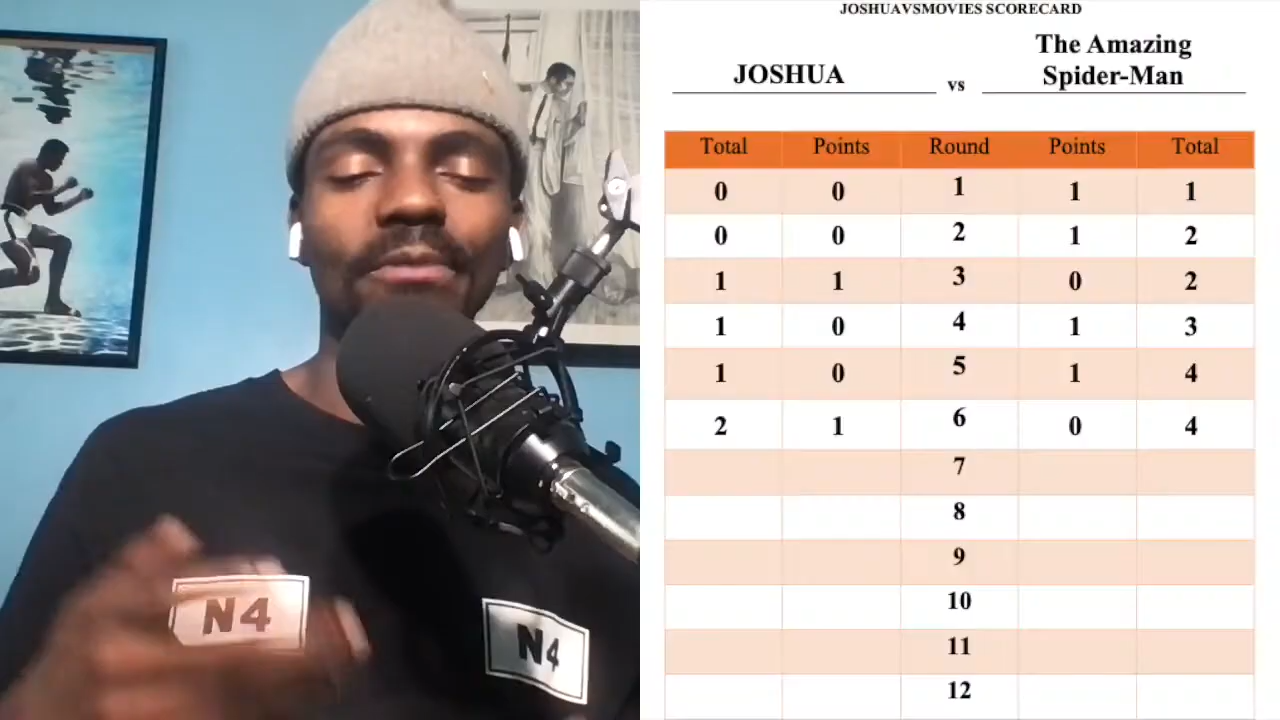 JOSHUAVSMOVIES SCORECARD
JOSHUA vs The Amazing
Spider-Man
Total Points Round Points Total
0 0 1 1 1
0 0 2 1 2
1 1 3 0 2
1 0 4 1 3
1 0 5 1 4
2 1 6 0 4
7
8
9
10
11
12
N4
N4